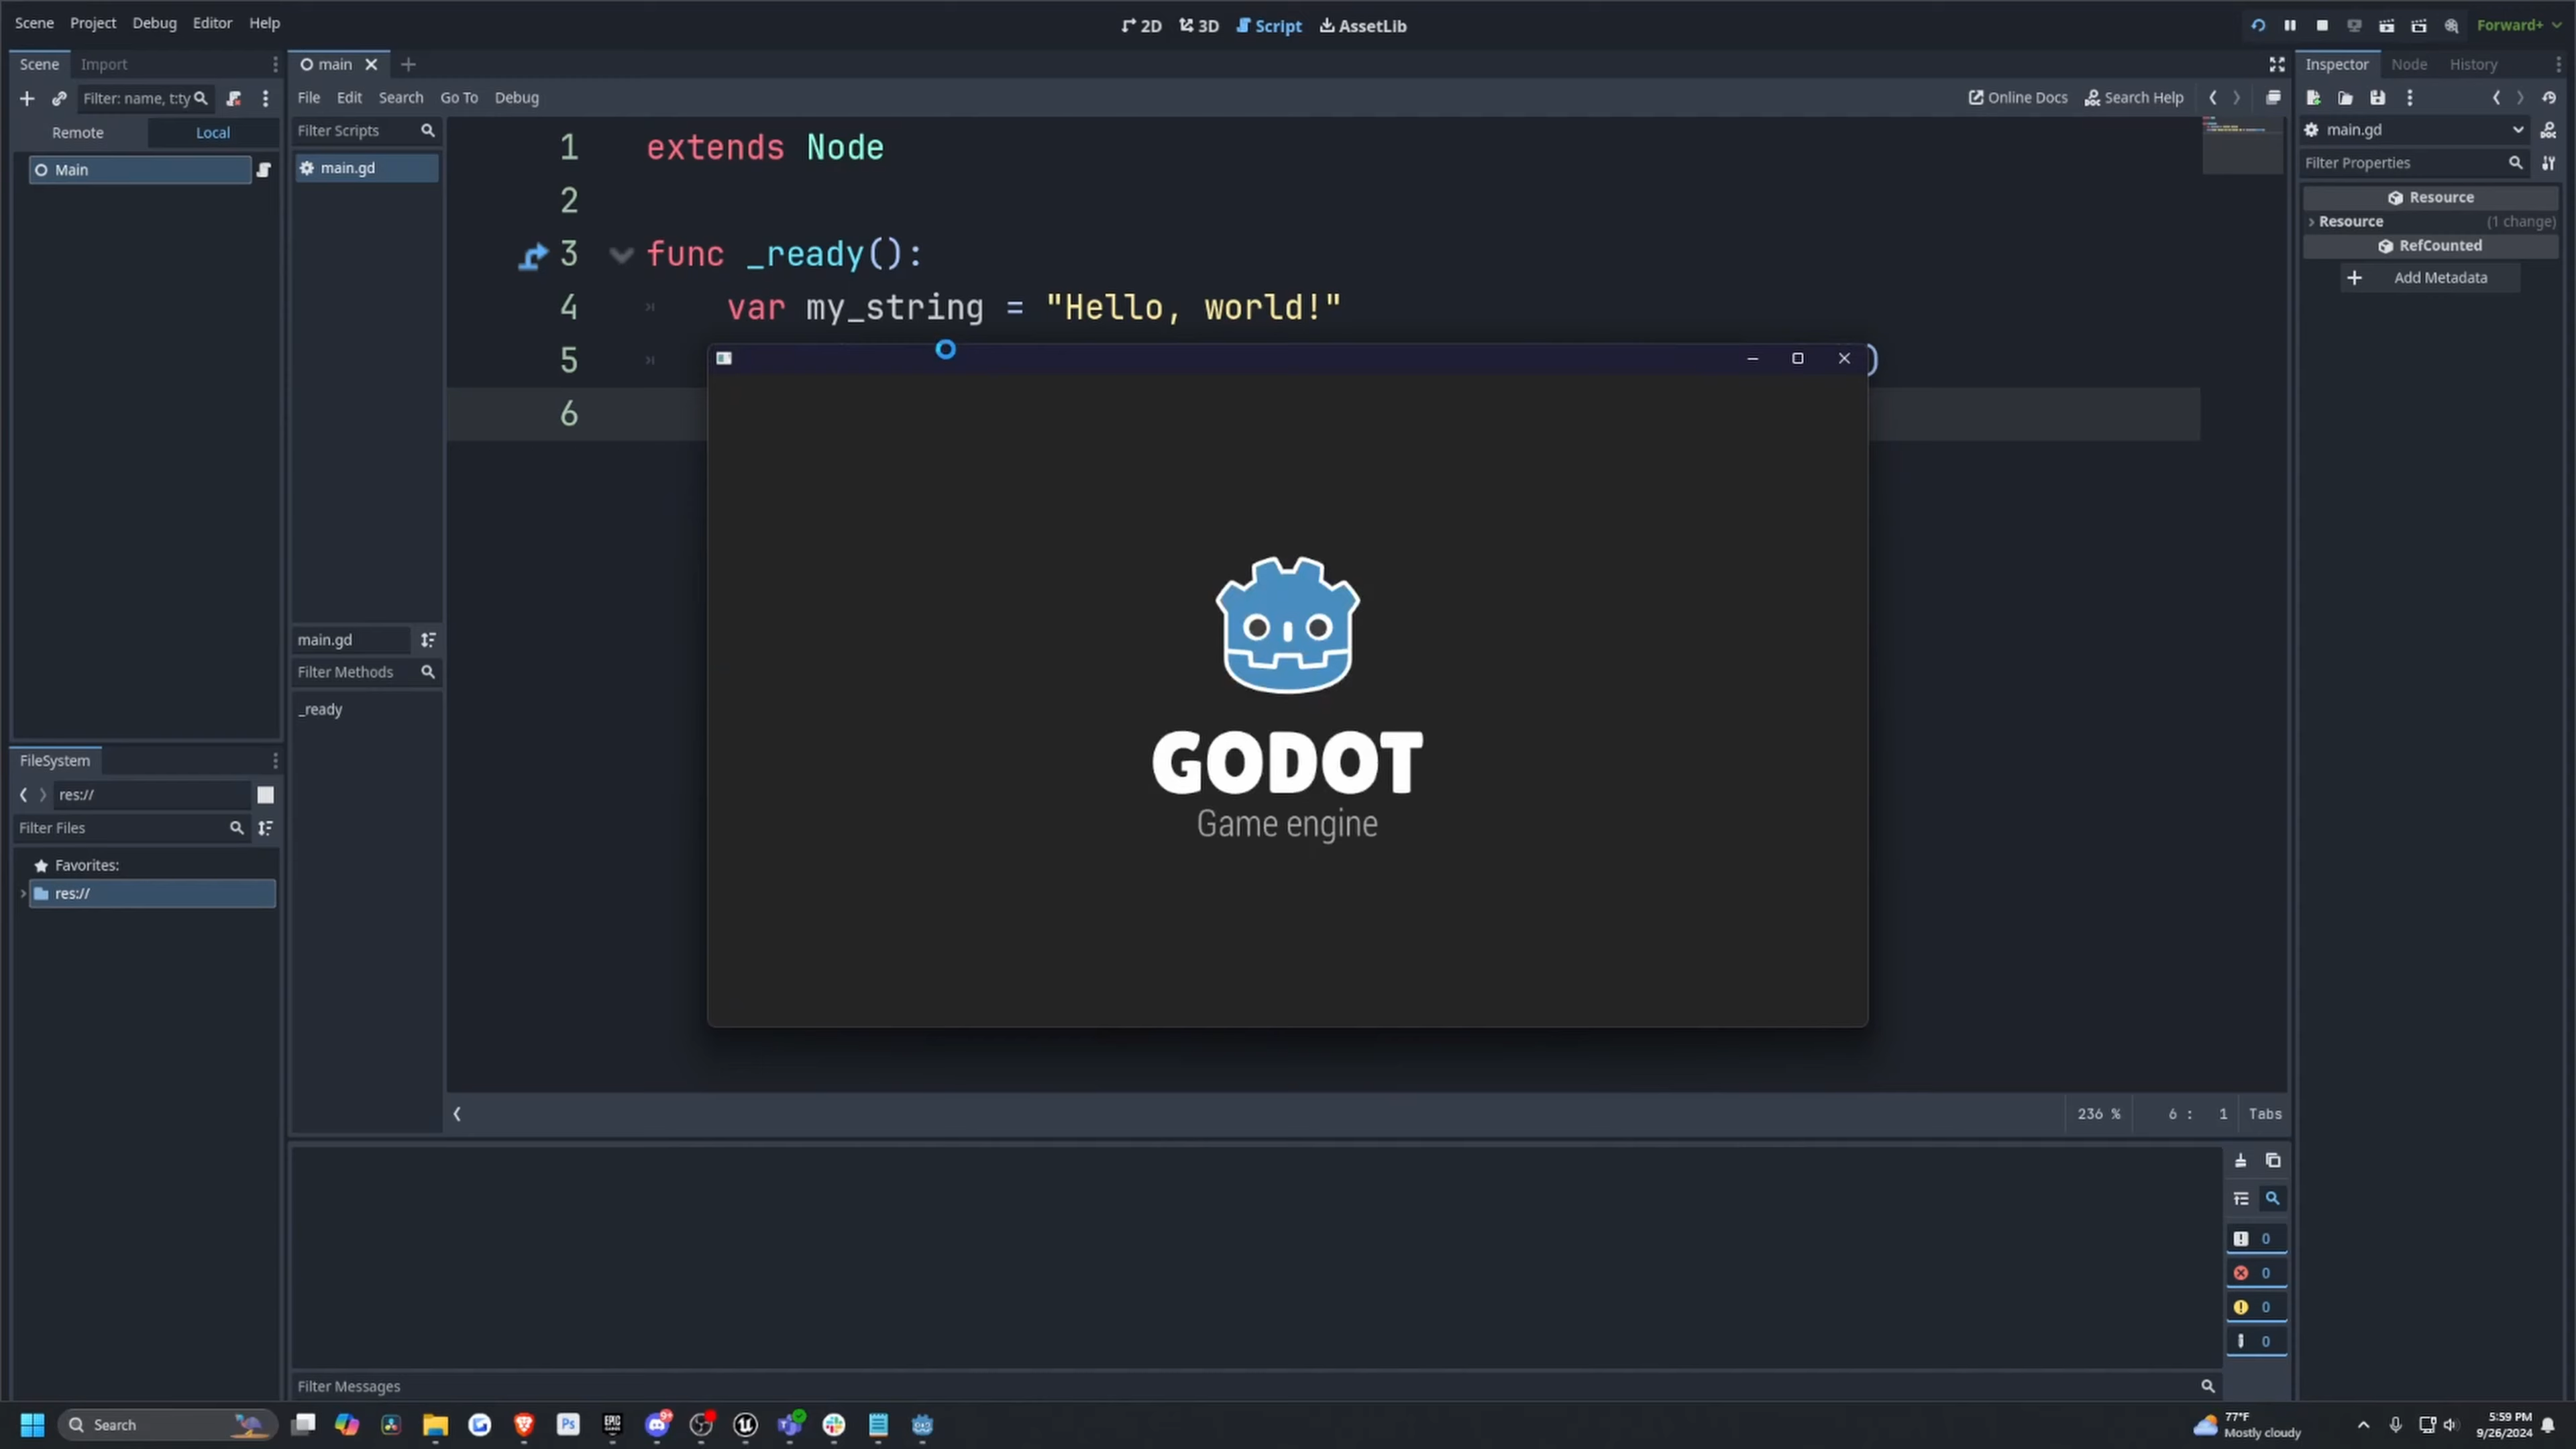 Scene Project Debug Editor Help
2D 3D Script AssetLib
Forward+
Scene Import
main
Inspector Node History
Filter: name, t:ty
File Edit Search Go To Debug
Online Docs Search Help
Remote Local
Filter Scripts
main.gd
Main
main.gd
Filter Properties
Resource
Resource (1 change)
RefCounted
Add Metadata
1 extends Node
2
3 func _ready():
4 var my_string = "Hello, world!"
5 )
6
GODOT
Game engine
main.gd
Filter Methods
_ready
FileSystem
res://
Filter Files
Favorites:
res://
236 % 6 : 1 Tabs
0
0
0
0
Filter Messages
Search
Ps
EPIC GAMES
9+
77°F
Mostly cloudy
5:59 PM
9/26/2024